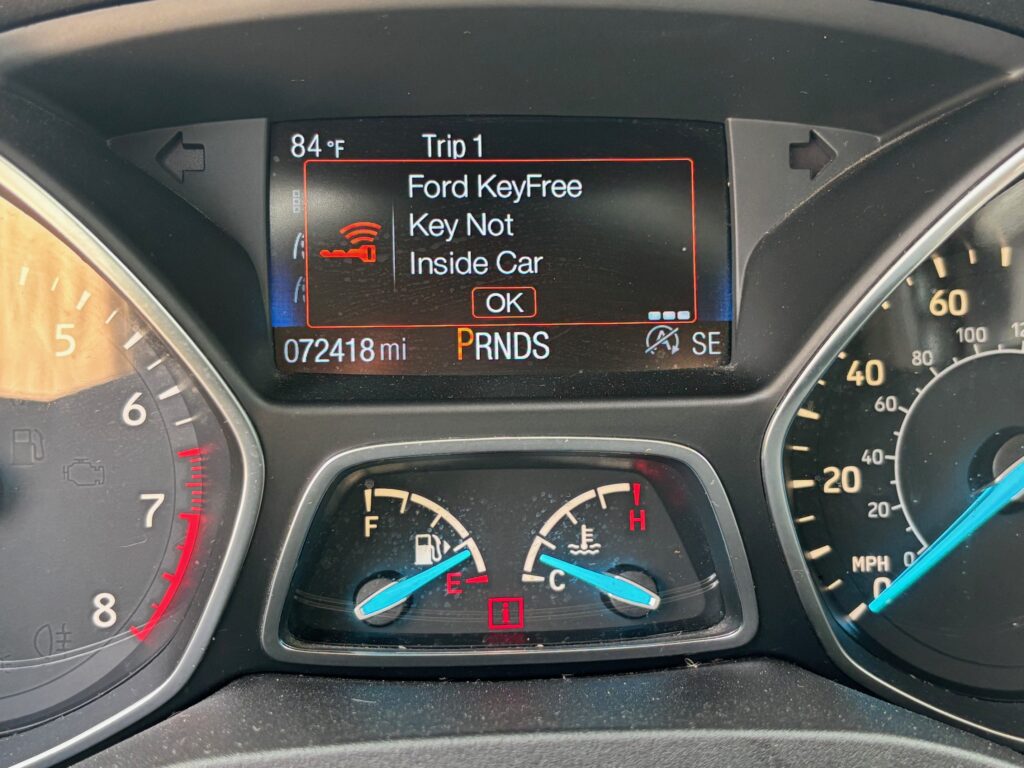 84°F Trip 1
Ford KeyFree
Key Not
Inside Car
OK
072418 mi PRNDS A SE
5
6
7
8
F
E
H
C
i
60
40
20
0
MPH
100
80
60
40
20
0